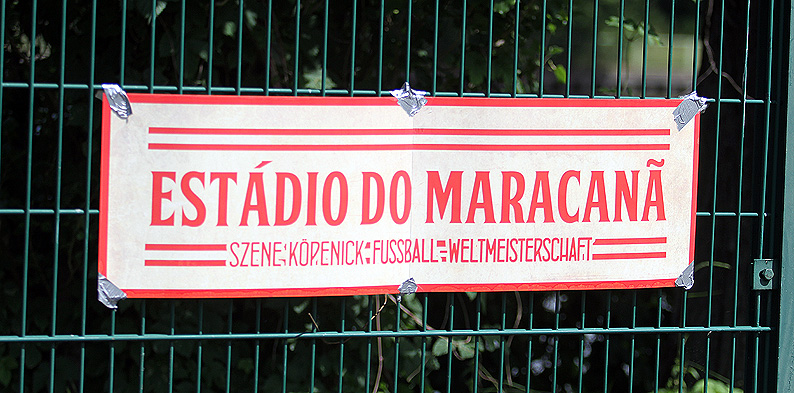 ESTÁDIO DO MARACANÃ
SZENE KÖPENICK-FUSSBALL-WELTMEISTERSCHAFT